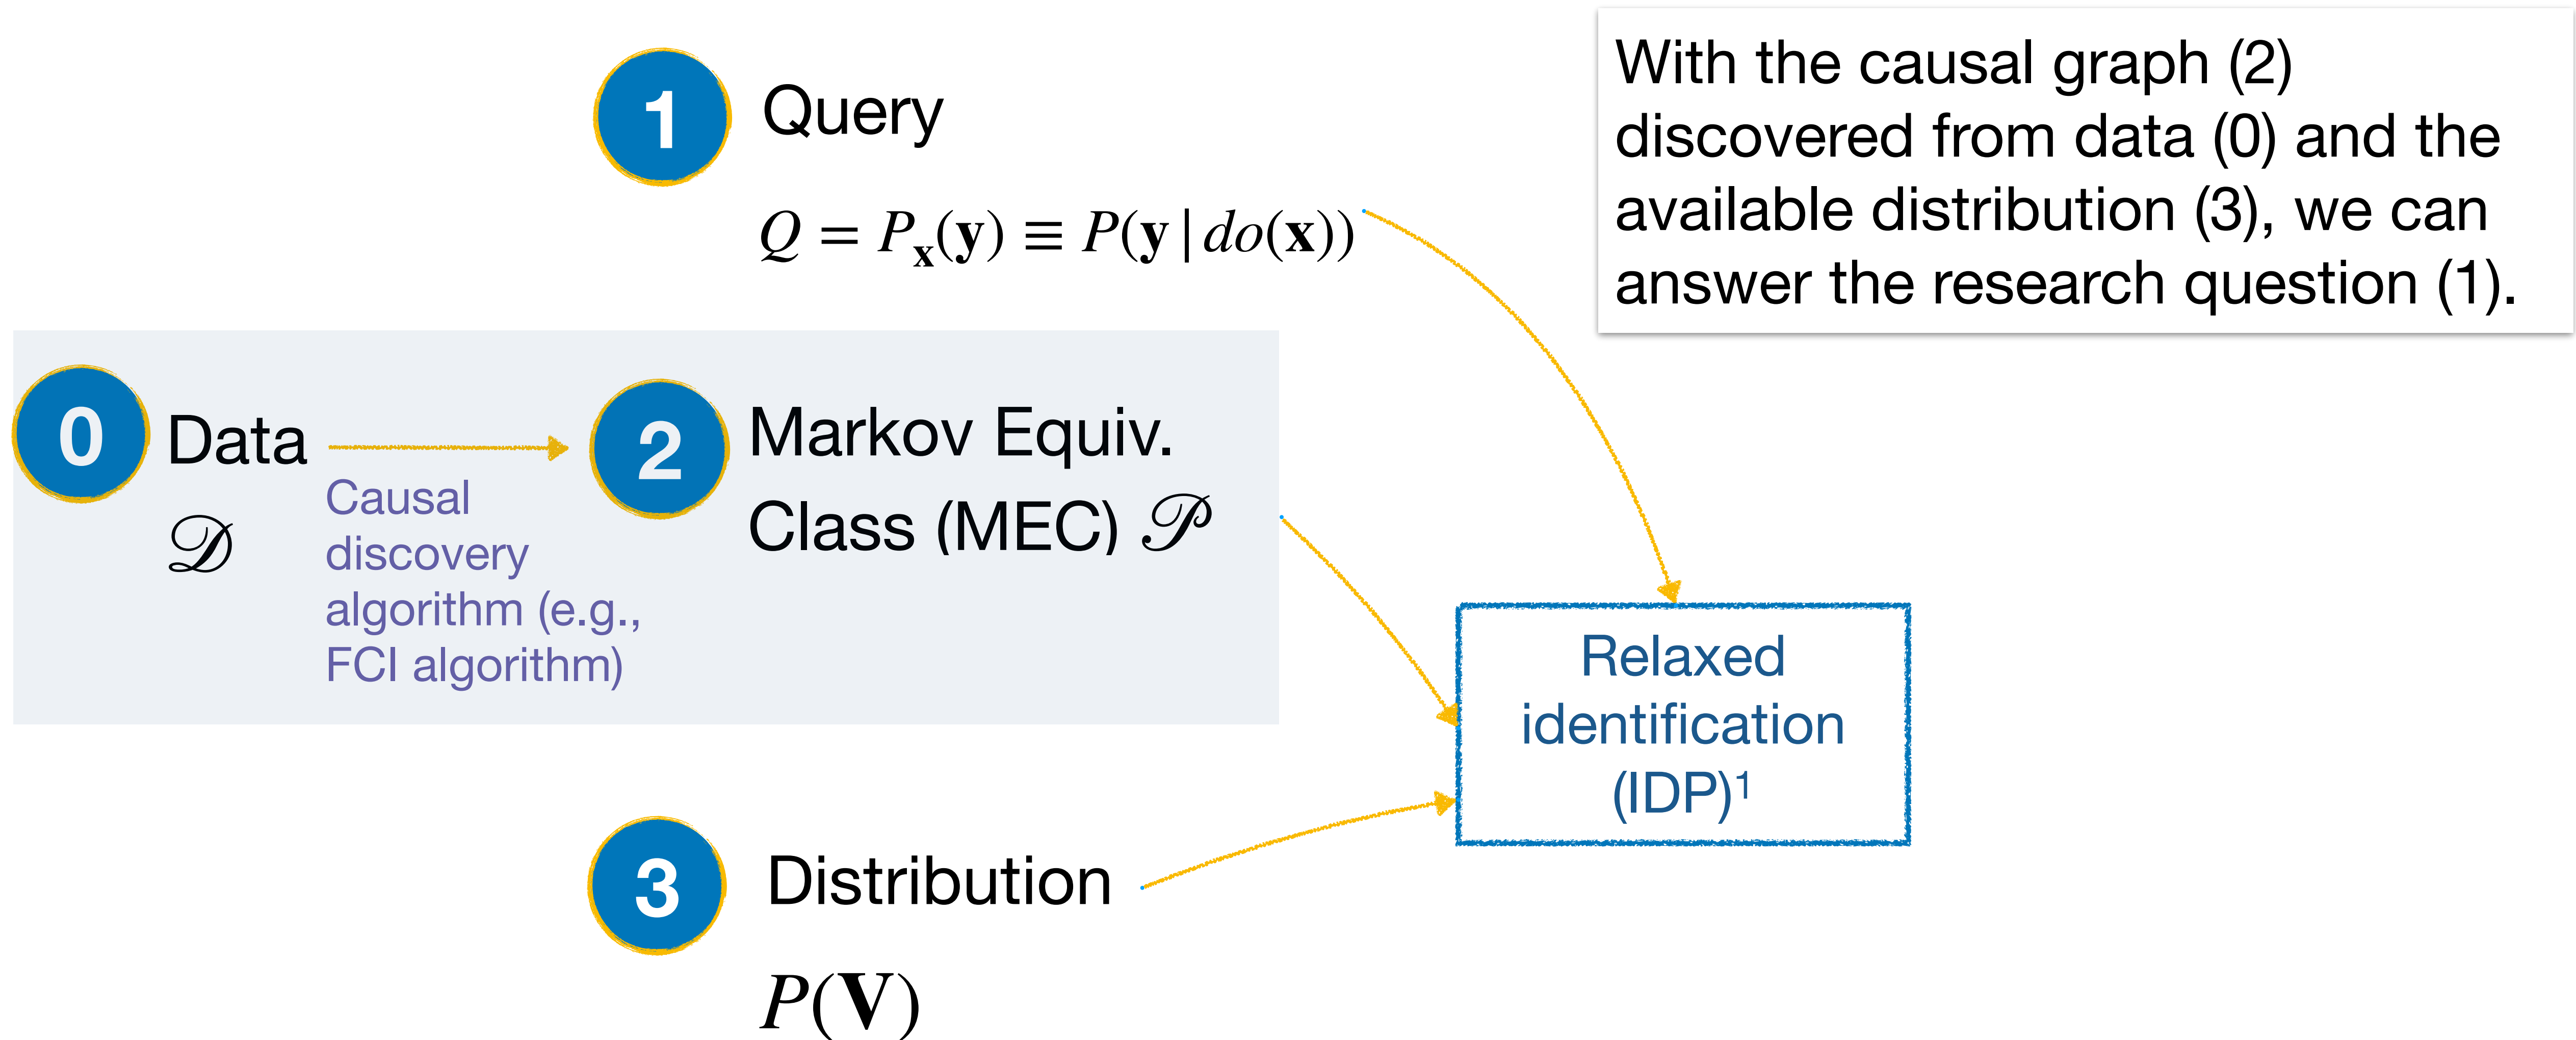 1
Query
Q = Pₓ(y) ≡ P(y | do(x))
With the causal graph (2)
discovered from data (0) and the
available distribution (3), we can
answer the research question (1).
0
Data
𝒟
Causal
discovery
algorithm (e.g.,
FCI algorithm)
2
Markov Equiv.
Class (MEC) 𝒫
Relaxed
identification
(IDP)¹
3
Distribution
P(V)